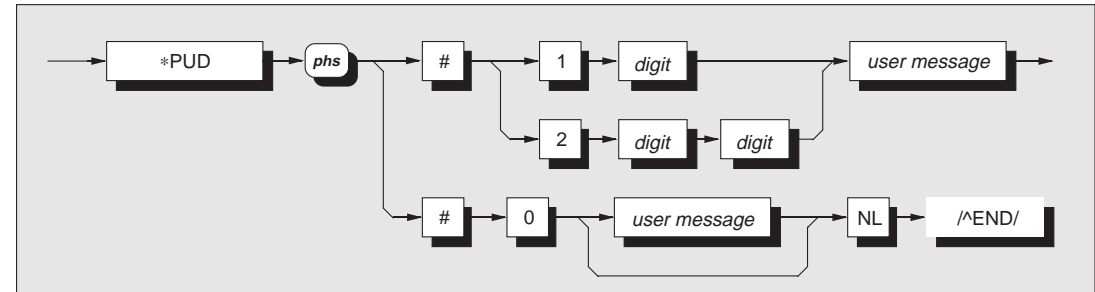 *PUD phs # 1 digit user message
2 digit digit
# 0 user message NL /^END/